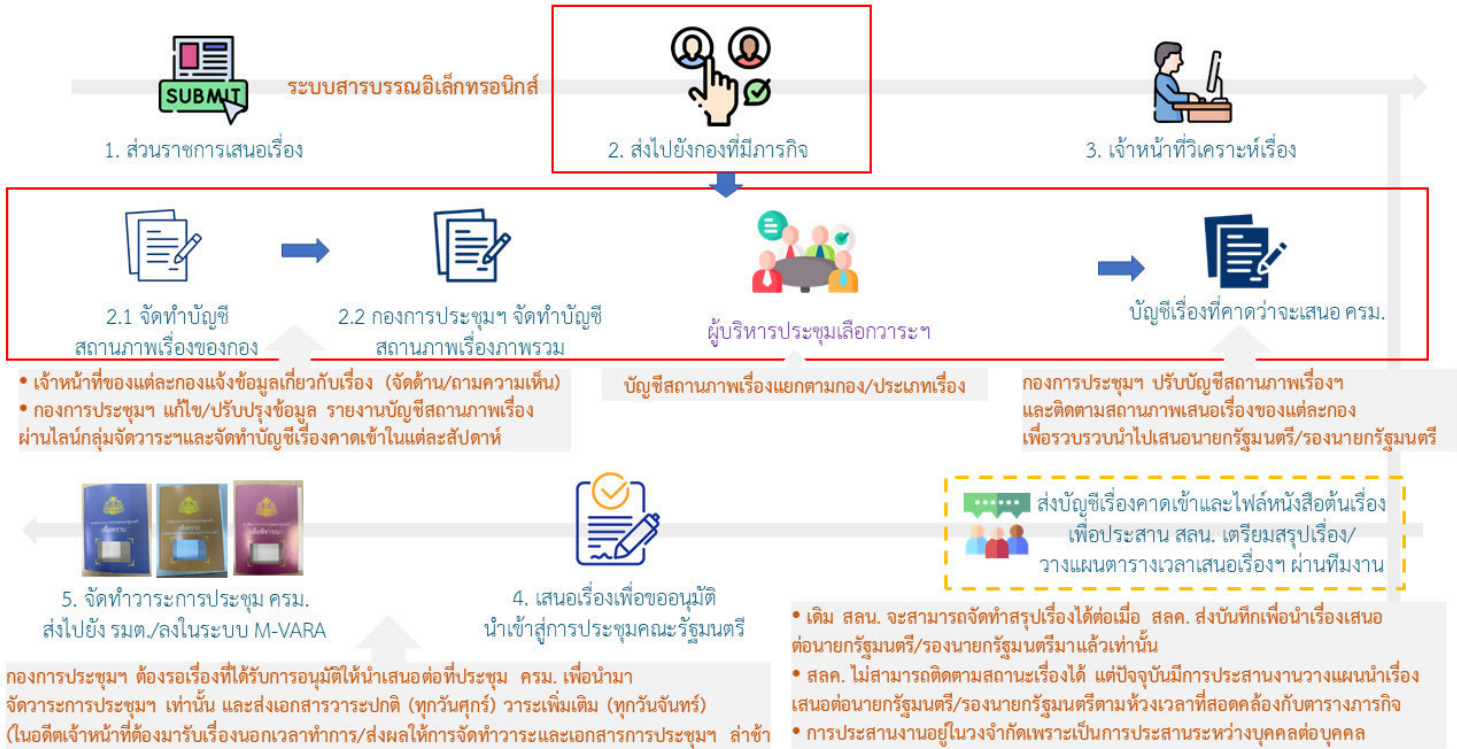 SUBMIT
ระบบสารบรรณอิเล็กทรอนิกส์
1. ส่วนราชการเสนอเรื่อง
2. ส่งไปยังกองที่มีภารกิจ
3. เจ้าหน้าที่วิเคราะห์เรื่อง
2.1 จัดทำบัญชี
สถานภาพเรื่องของกอง
2.2 กองการประชุมฯ จัดทำบัญชี
สถานภาพเรื่องภาพรวม
ผู้บริหารประชุมเลือกวาระฯ
บัญชีเรื่องที่คาดว่าจะเสนอ ครม.
• เจ้าหน้าที่ของแต่ละกองแจ้งข้อมูลเกี่ยวกับเรื่อง (จัดด้าน/ถามความเห็น)
• กองการประชุมฯ แก้ไข/ปรับปรุงข้อมูล รายงานบัญชีสถานภาพเรื่อง
ผ่านไลน์กลุ่มจัดวาระฯและจัดทำบัญชีเรื่องคาดเข้าในแต่ละสัปดาห์
บัญชีสถานภาพเรื่องแยกตามกอง/ประเภทเรื่อง
กองการประชุมฯ ปรับบัญชีสถานภาพเรื่องฯ
และติดตามสถานภาพเสนอเรื่องของแต่ละกอง
เพื่อรวบรวบนำไปเสนอนายกรัฐมนตรี/รองนายกรัฐมนตรี
ส่งบัญชีเรื่องคาดเข้าและไฟล์หนังสือต้นเรื่อง
เพื่อประสาน สลน. เตรียมสรุปเรื่อง/
วางแผนตารางเวลาเสนอเรื่องฯ ผ่านทีมงาน
เพื่อทราบ
เพื่อพิจารณา
5. จัดทำวาระการประชุม ครม.
ส่งไปยัง รมต./ลงในระบบ M-VARA
4. เสนอเรื่องเพื่อขออนุมัติ
นำเข้าสู่การประชุมคณะรัฐมนตรี
• เดิม สลน. จะสามารถจัดทำสรุปเรื่องได้ต่อเมื่อ สลค. ส่งบันทึกเพื่อนำเรื่องเสนอ
ต่อนายกรัฐมนตรี/รองนายกรัฐมนตรีมาแล้วเท่านั้น
• สลค. ไม่สามารถติดตามสถานะเรื่องได้ แต่ปัจจุบันมีการประสานงานวางแผนนำเรื่อง
เสนอต่อนายกรัฐมนตรี/รองนายกรัฐมนตรีตามห้วงเวลาที่สอดคล้องกับตารางภารกิจ
• การประสานงานอยู่ในวงจำกัดเพราะเป็นการประสานระหว่างบุคคลต่อบุคคล
กองการประชุมฯ ต้องรอเรื่องที่ได้รับการอนุมัติให้นำเสนอต่อที่ประชุม ครม. เพื่อนำมา
จัดวาระการประชุมฯ เท่านั้น และส่งเอกสารวาระปกติ (ทุกวันศุกร์) วาระเพิ่มเติม (ทุกวันจันทร์)
(ในอดีตเจ้าหน้าที่ต้องมารับเรื่องนอกเวลาทำการ/ส่งผลให้การจัดทำวาระและเอกสารการประชุมฯ ล่าช้า